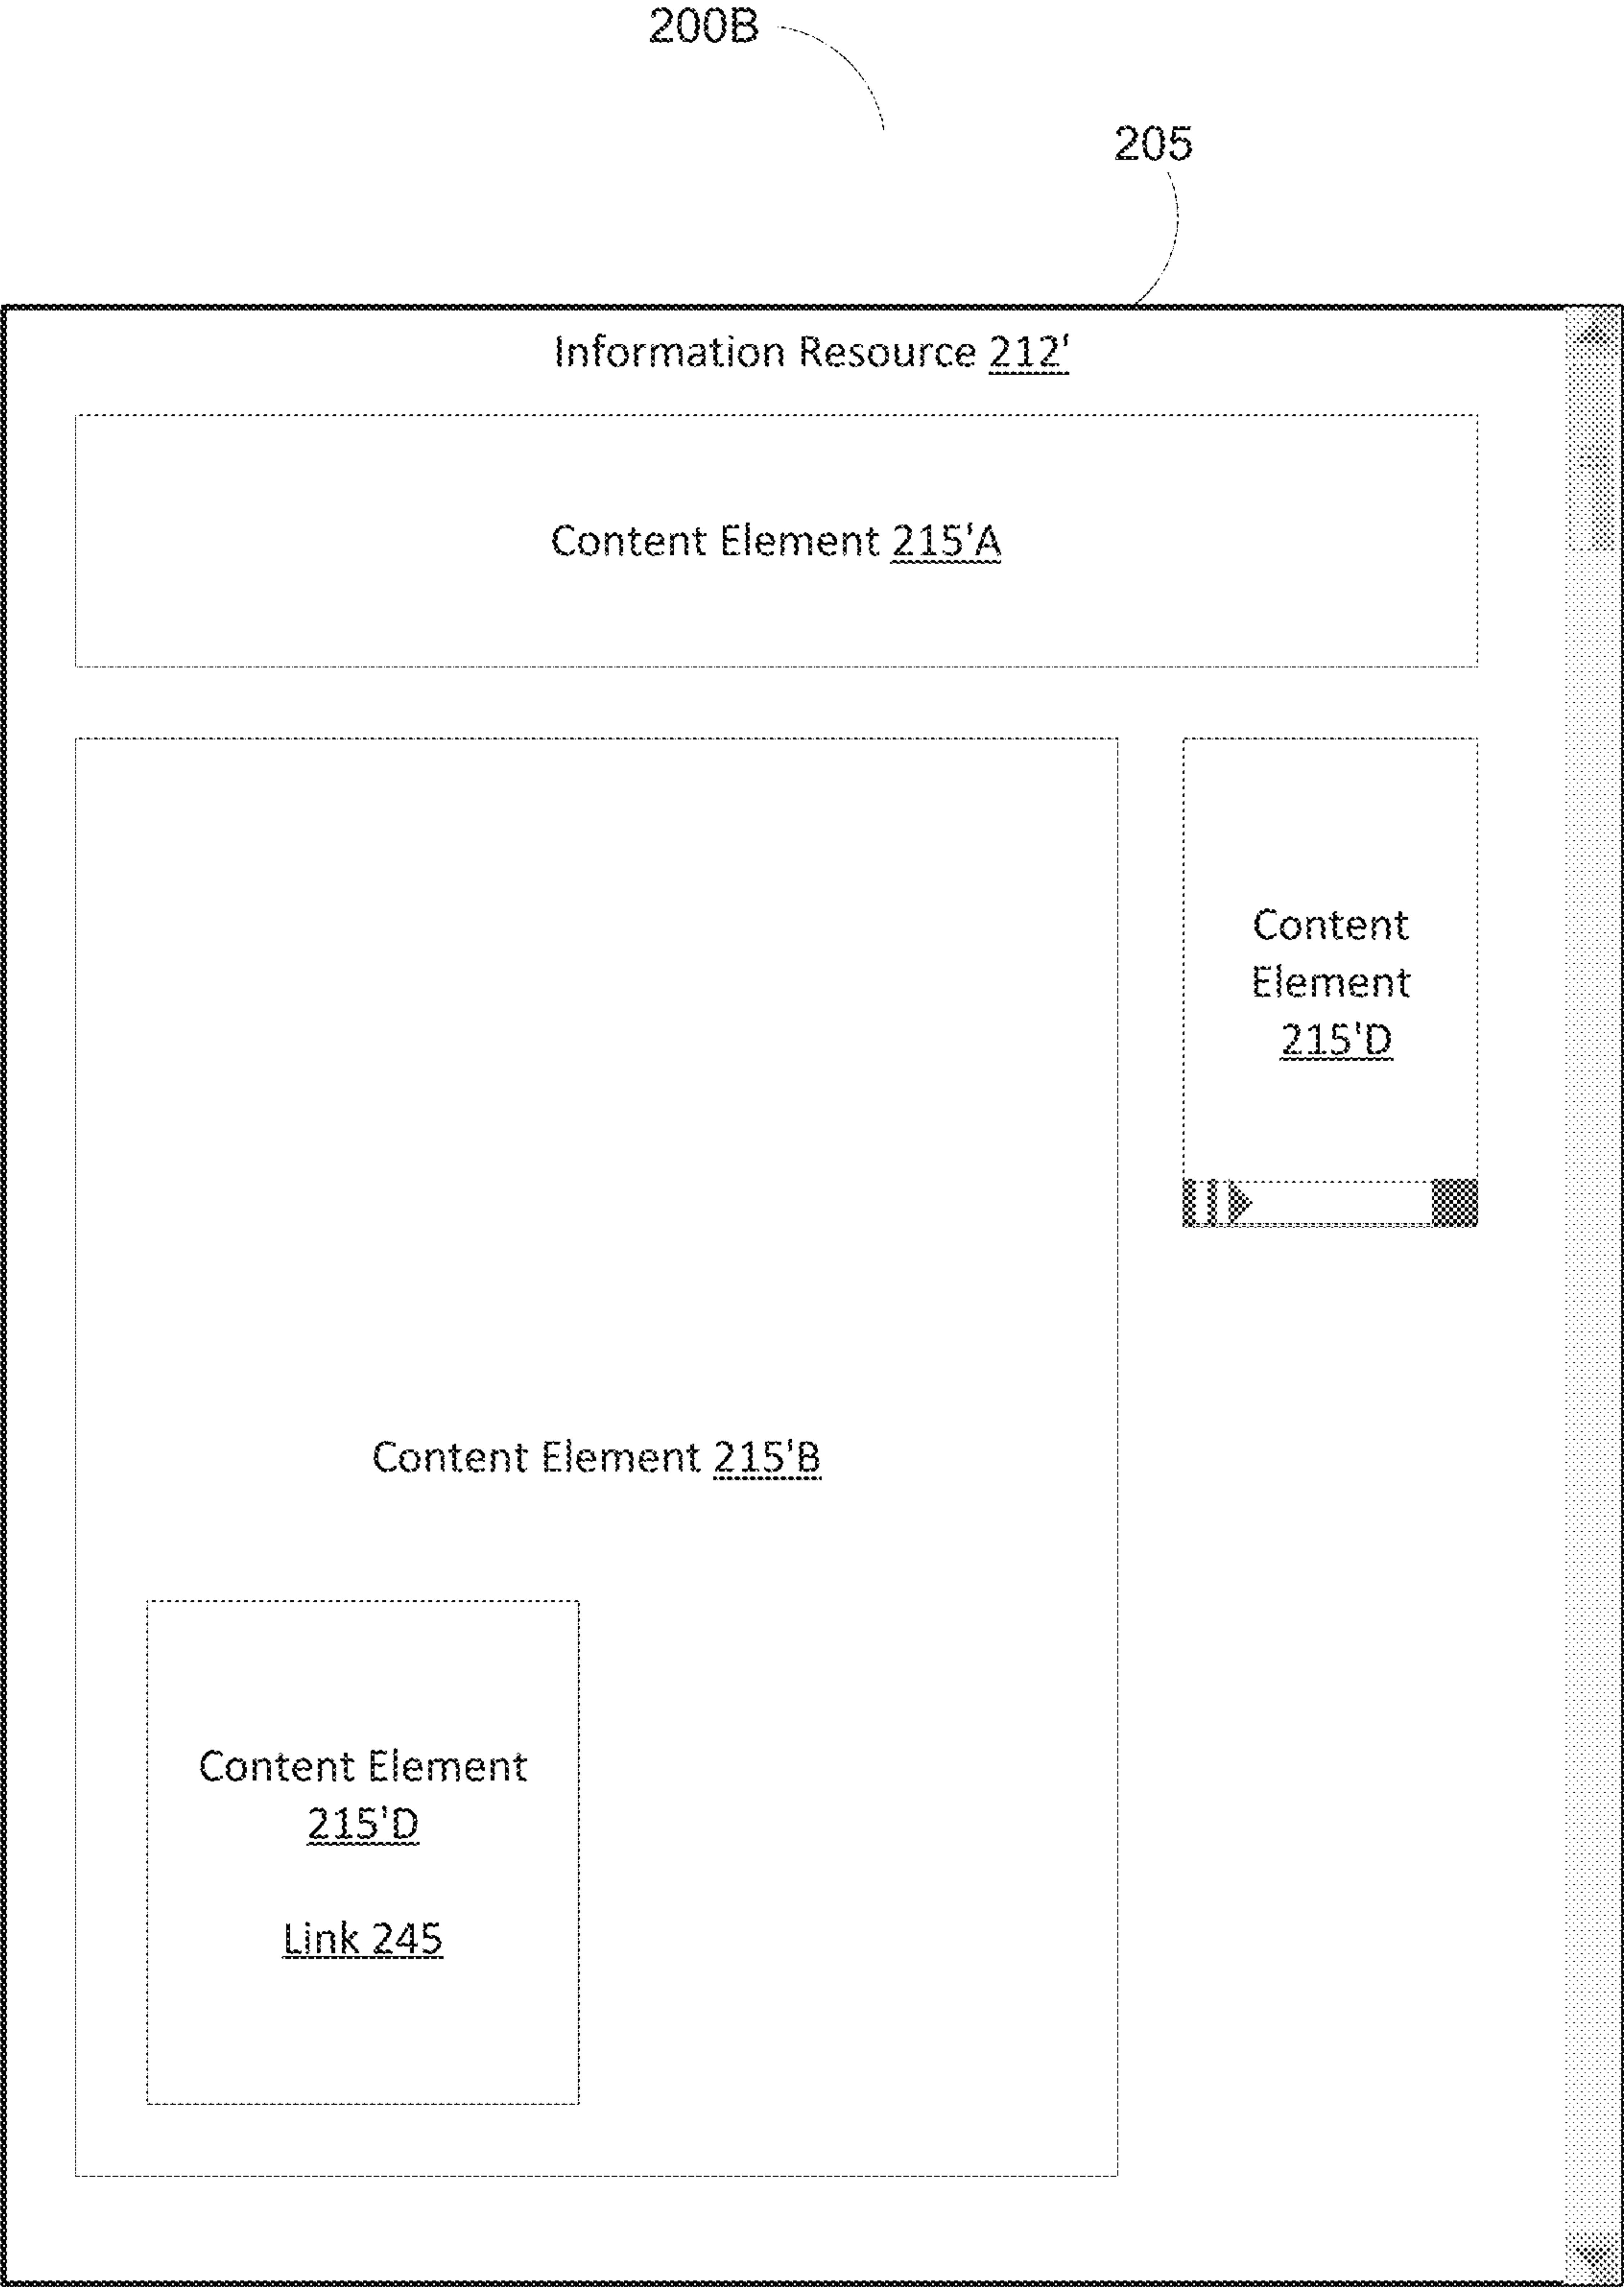 200B
205
Information Resource 212'
Content Element 215'A
Content
Element
215'D
Content Element 215'B
Content Element
215'D
Link 245